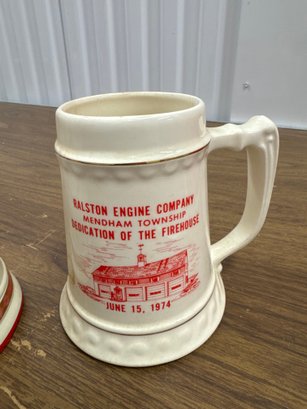 RALSTON ENGINE COMPANY
MENDHAM TOWNSHIP
DEDICATION OF THE FIREHOUSE
JUNE 15, 1974